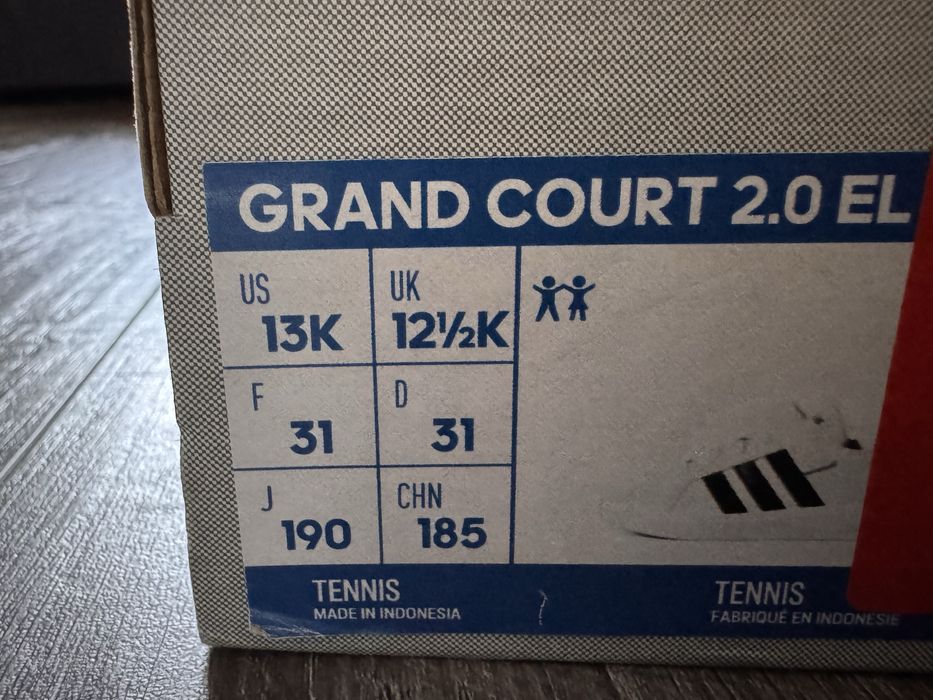 GRAND COURT 2.0 EL
US UK
13K 12½K
F D
31 31
J CHN
190 185
TENNIS TENNIS
MADE IN INDONESIA FABRIQUÉ EN INDONÉSIE